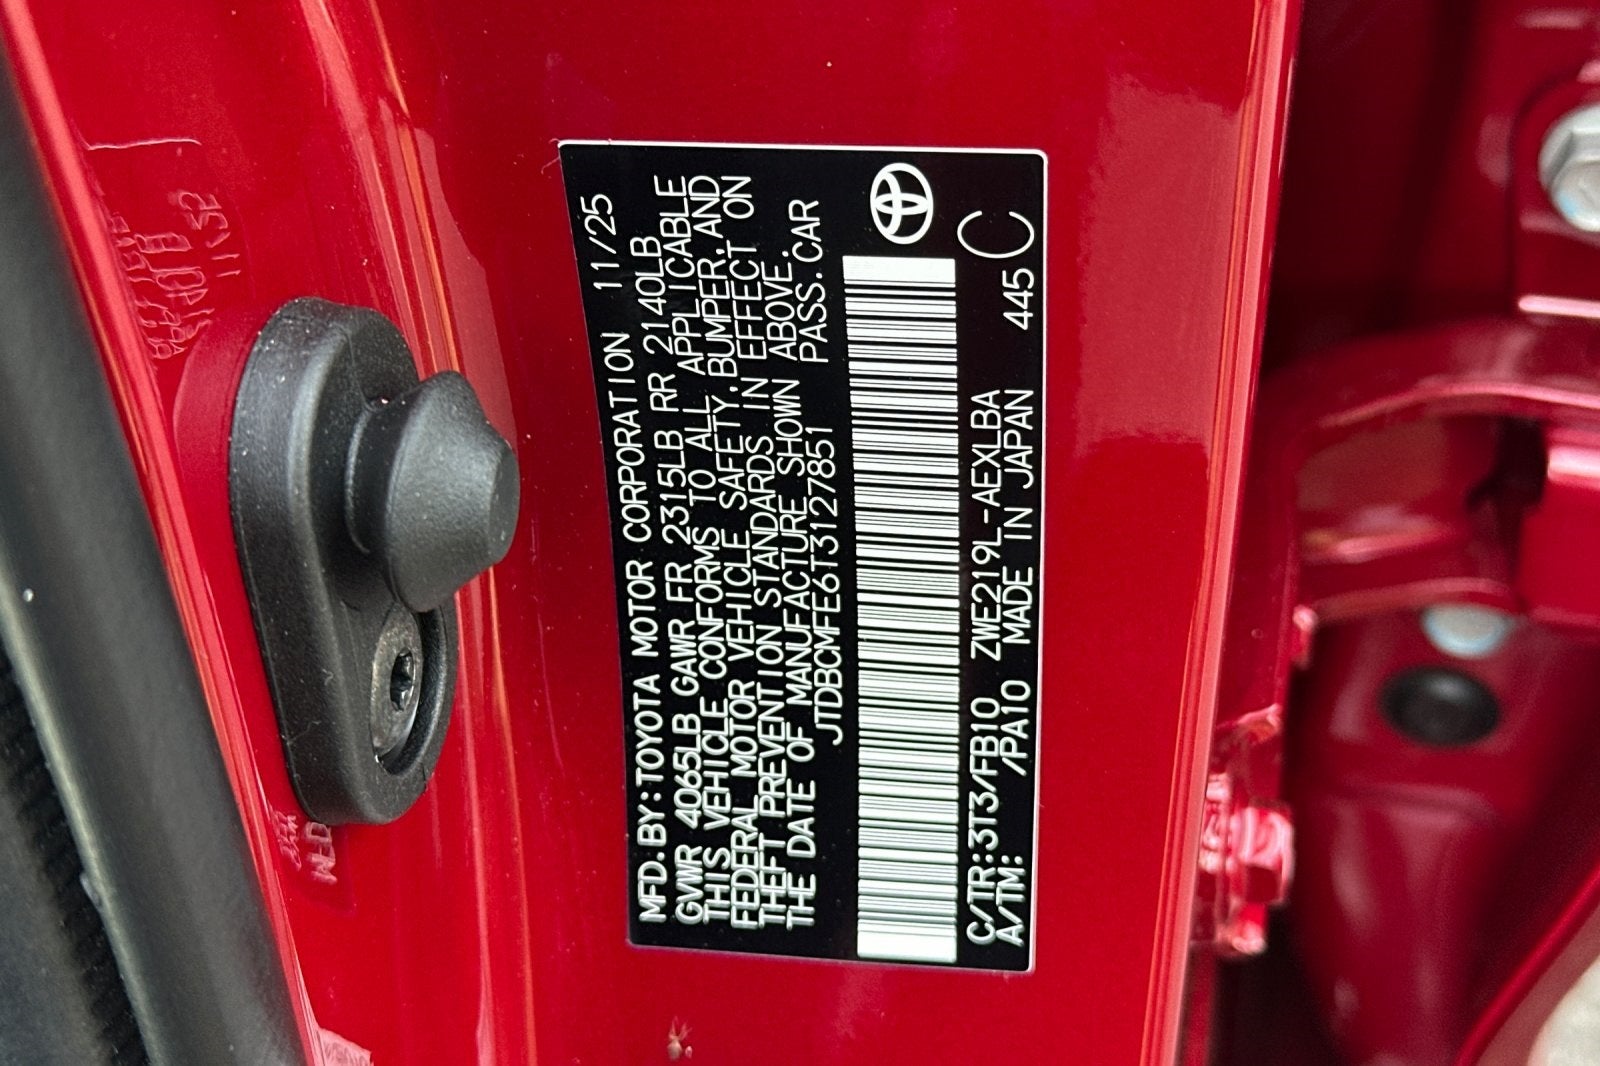 MFD.BY:TOYOTA MOTOR CORPORATION 11/25
GVWR 4065LB GAWR FR 2315LB RR 2140LB
THIS VEHICLE CONFORMS TO ALL APPLICABLE
FEDERAL MOTOR VEHICLE SAFETY,BUMPER,AND
THEFT PREVENTION STANDARDS IN EFFECT ON
THE DATE OF MANUFACTURE SHOWN ABOVE.
JTDBCMFE6T3127851 PASS.CAR
C/TR:3T3/FB10 ZWE219L-AEXLBA
A/TM: /PA10 MADE IN JAPAN 445 C